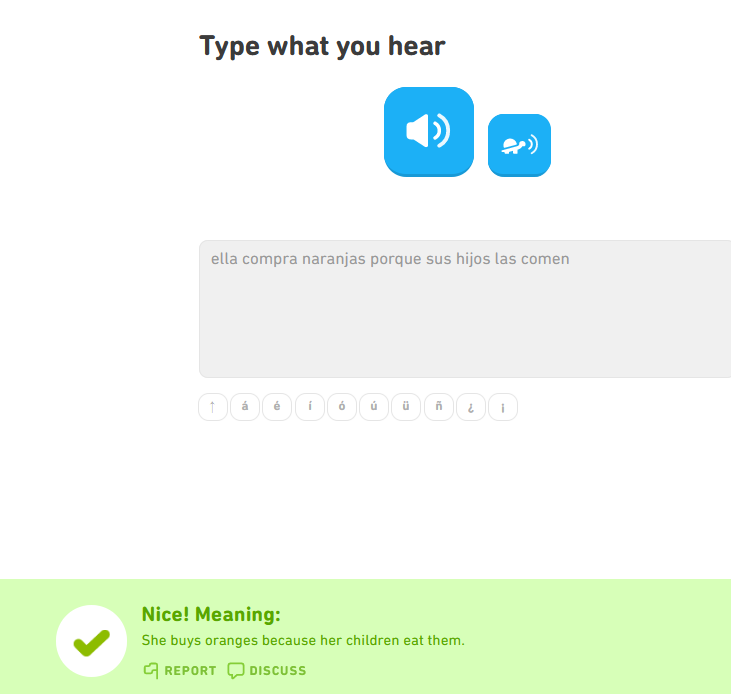 Type what you hear
ella compra naranjas porque sus hijos las comen
↑ á é í ó ú ü ñ ¿ ¡
Nice! Meaning:
She buys oranges because her children eat them.
REPORT DISCUSS